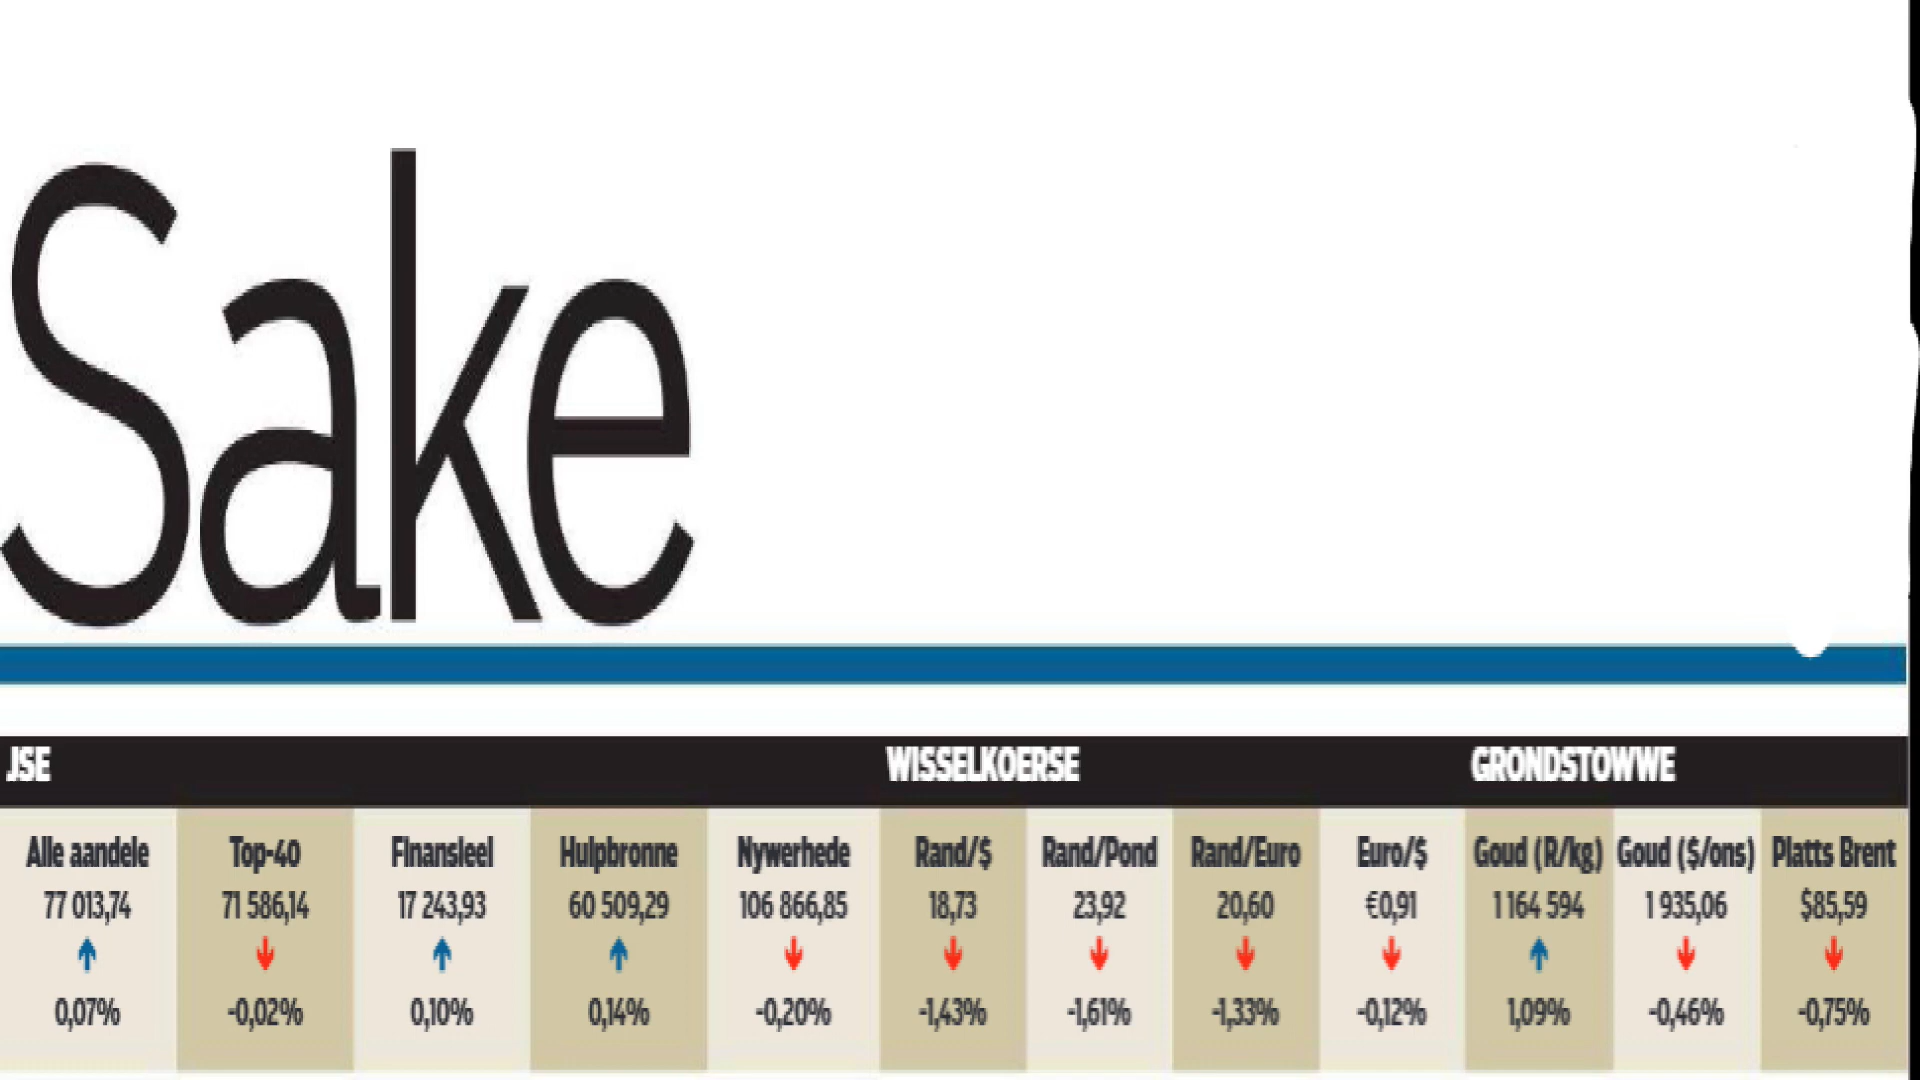 Sake
JSE WISSELKOERSE GRONDSTOWWE
Alle aandele Top-40 Finansieel Hulpbronne Nywerhede Rand/$ Rand/Pond Rand/Euro Euro/$ Goud (R/kg) Goud ($/ons) Platts Brent
77 013,74 71 586,14 17 243,93 60 509,29 106 866,85 18,73 23,92 20,60 €0,91 1 164 594 1 935,06 $85,59
0,07% -0,02% 0,10% 0,14% -0,20% -1,43% -1,61% -1,33% -0,12% 1,09% -0,46% -0,75%